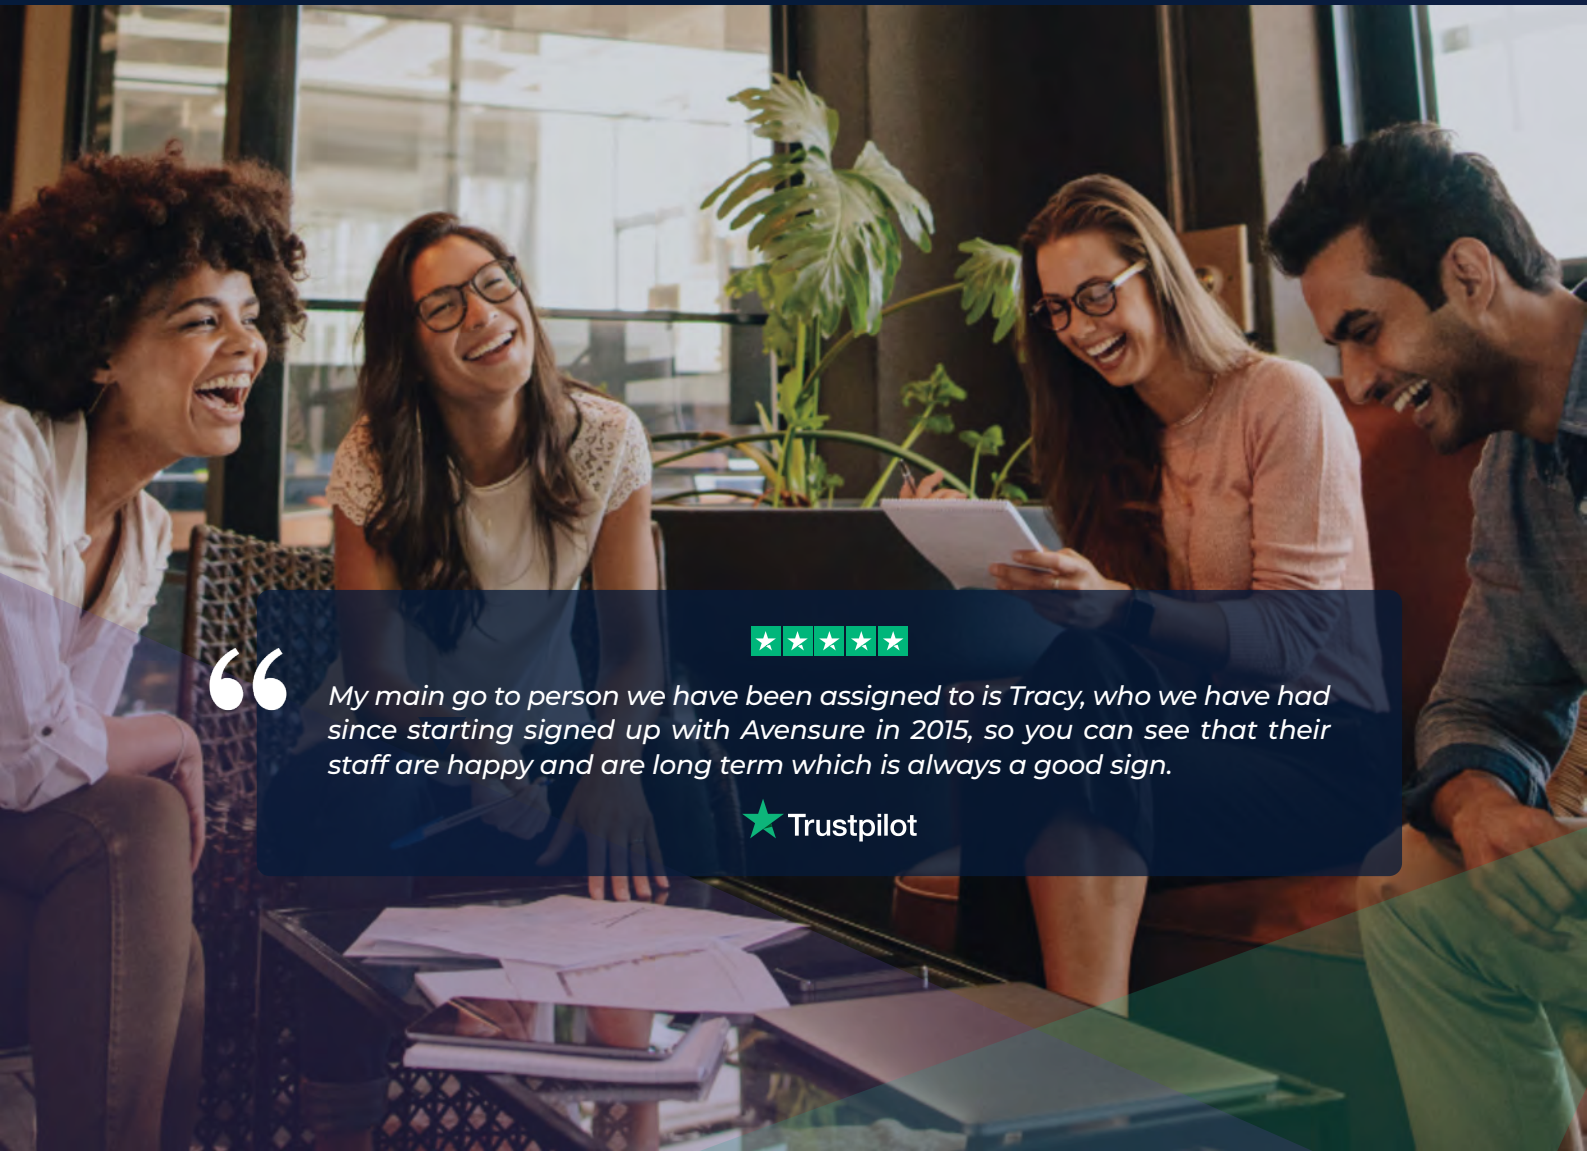 My main go to person we have been assigned to is Tracy, who we have had
since starting signed up with Avensure in 2015, so you can see that their
staff are happy and are long term which is always a good sign.
Trustpilot